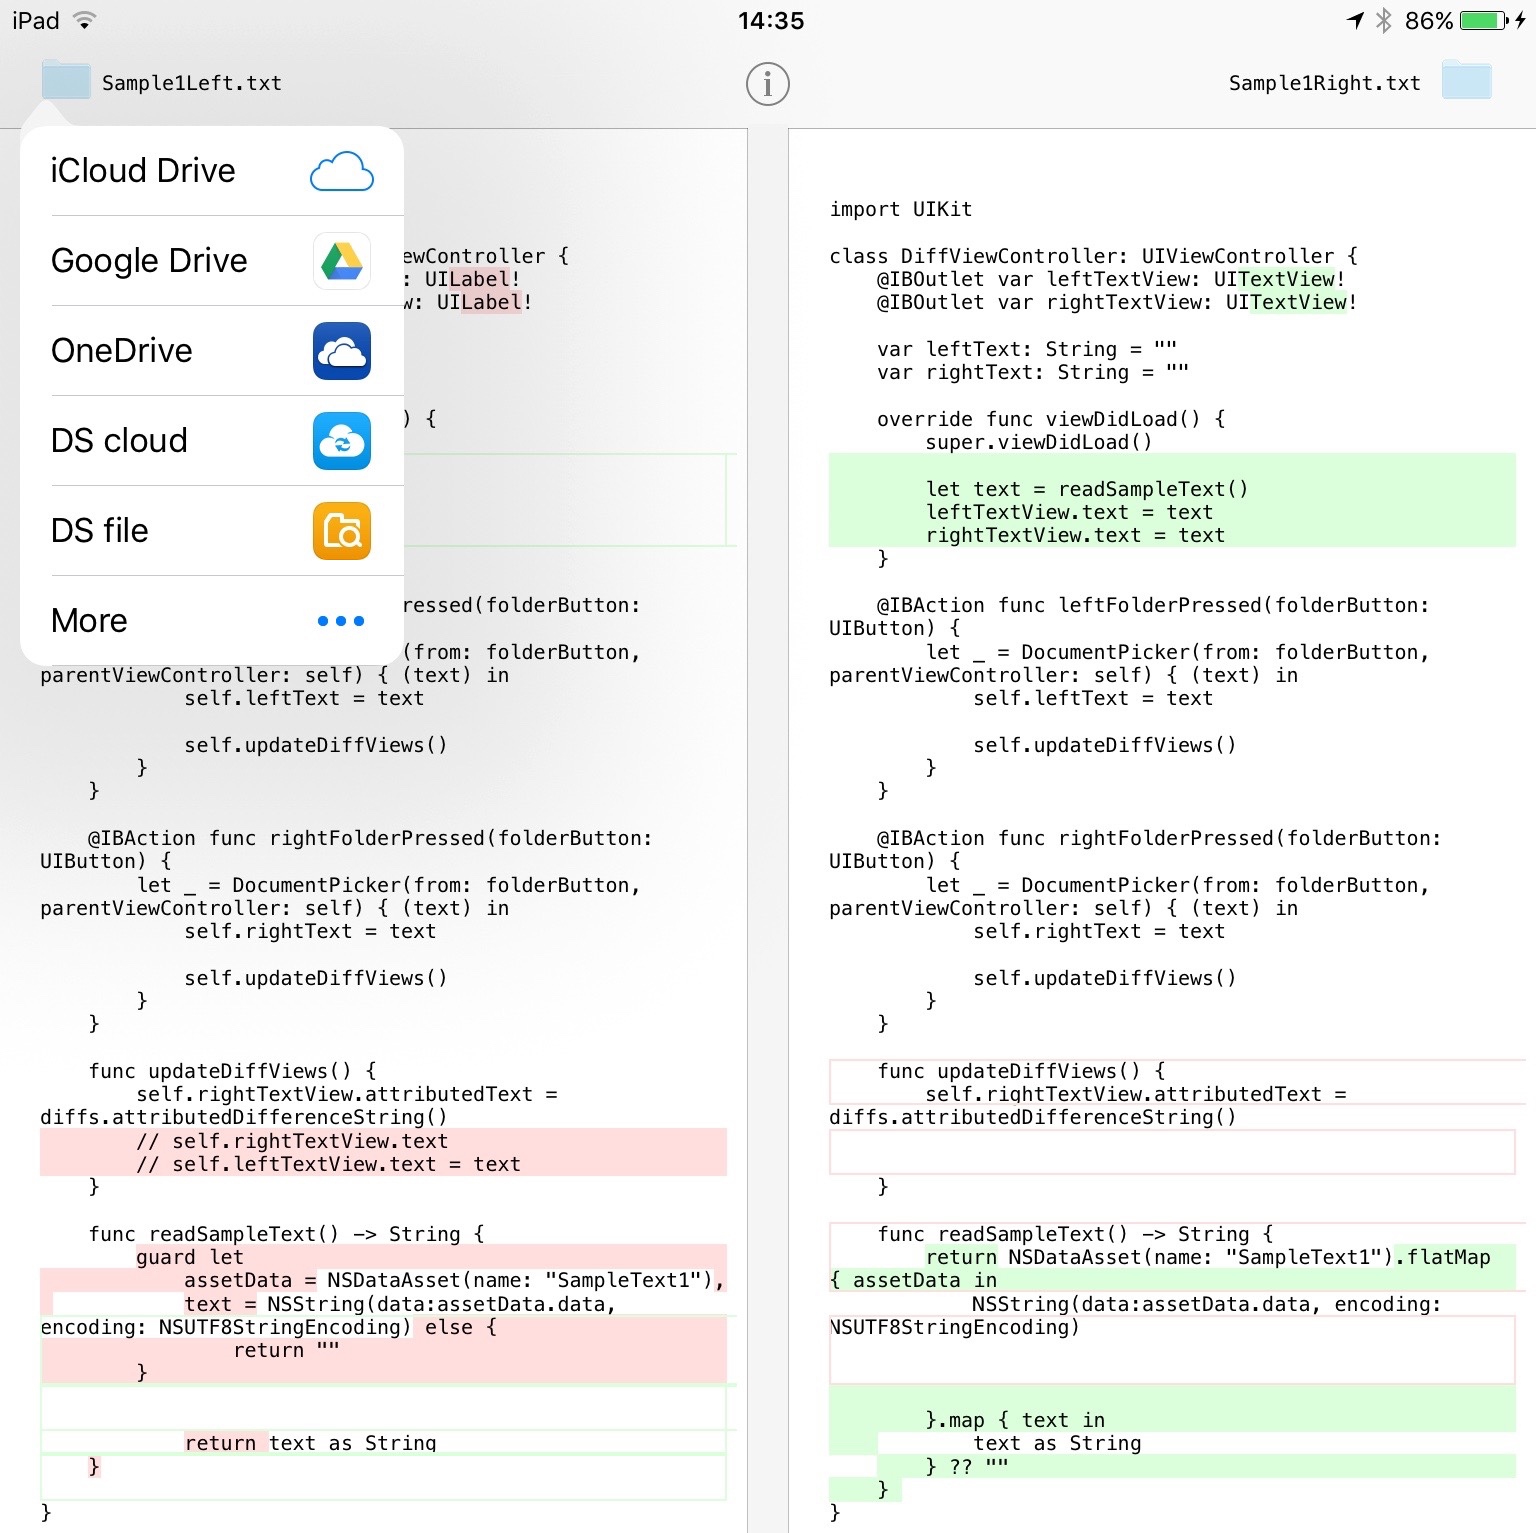 iPad
14:35
86%
Sample1Left.txt
i
Sample1Right.txt
iCloud Drive
Google Drive
OneDrive
DS cloud
DS file
More
ewController {
: UILabel!
w: UILabel!
) {
ressed(folderButton:
(from: folderButton,
parentViewController: self) { (text) in
self.leftText = text
self.updateDiffViews()
}
}
@IBAction func rightFolderPressed(folderButton:
UIButton) {
let _ = DocumentPicker(from: folderButton,
parentViewController: self) { (text) in
self.rightText = text
self.updateDiffViews()
}
}
func updateDiffViews() {
self.rightTextView.attributedText =
diffs.attributedDifferenceString()
// self.rightTextView.text
// self.leftTextView.text = text
}
func readSampleText() -> String {
guard let
assetData = NSDataAsset(name: "SampleText1"),
text = NSString(data:assetData.data,
encoding: NSUTF8StringEncoding) else {
return ""
}
return text as String
}
}
import UIKit
class DiffViewController: UIViewController {
@IBOutlet var leftTextView: UITextView!
@IBOutlet var rightTextView: UITextView!
var leftText: String = ""
var rightText: String = ""
override func viewDidLoad() {
super.viewDidLoad()
let text = readSampleText()
leftTextView.text = text
rightTextView.text = text
}
@IBAction func leftFolderPressed(folderButton:
UIButton) {
let _ = DocumentPicker(from: folderButton,
parentViewController: self) { (text) in
self.leftText = text
self.updateDiffViews()
}
}
@IBAction func rightFolderPressed(folderButton:
UIButton) {
let _ = DocumentPicker(from: folderButton,
parentViewController: self) { (text) in
self.rightText = text
self.updateDiffViews()
}
}
func updateDiffViews() {
self.rightTextView.attributedText =
diffs.attributedDifferenceString()
}
func readSampleText() -> String {
return NSDataAsset(name: "SampleText1").flatMap
{ assetData in
NSString(data:assetData.data, encoding:
NSUTF8StringEncoding)
}.map { text in
text as String
} ?? ""
}
}